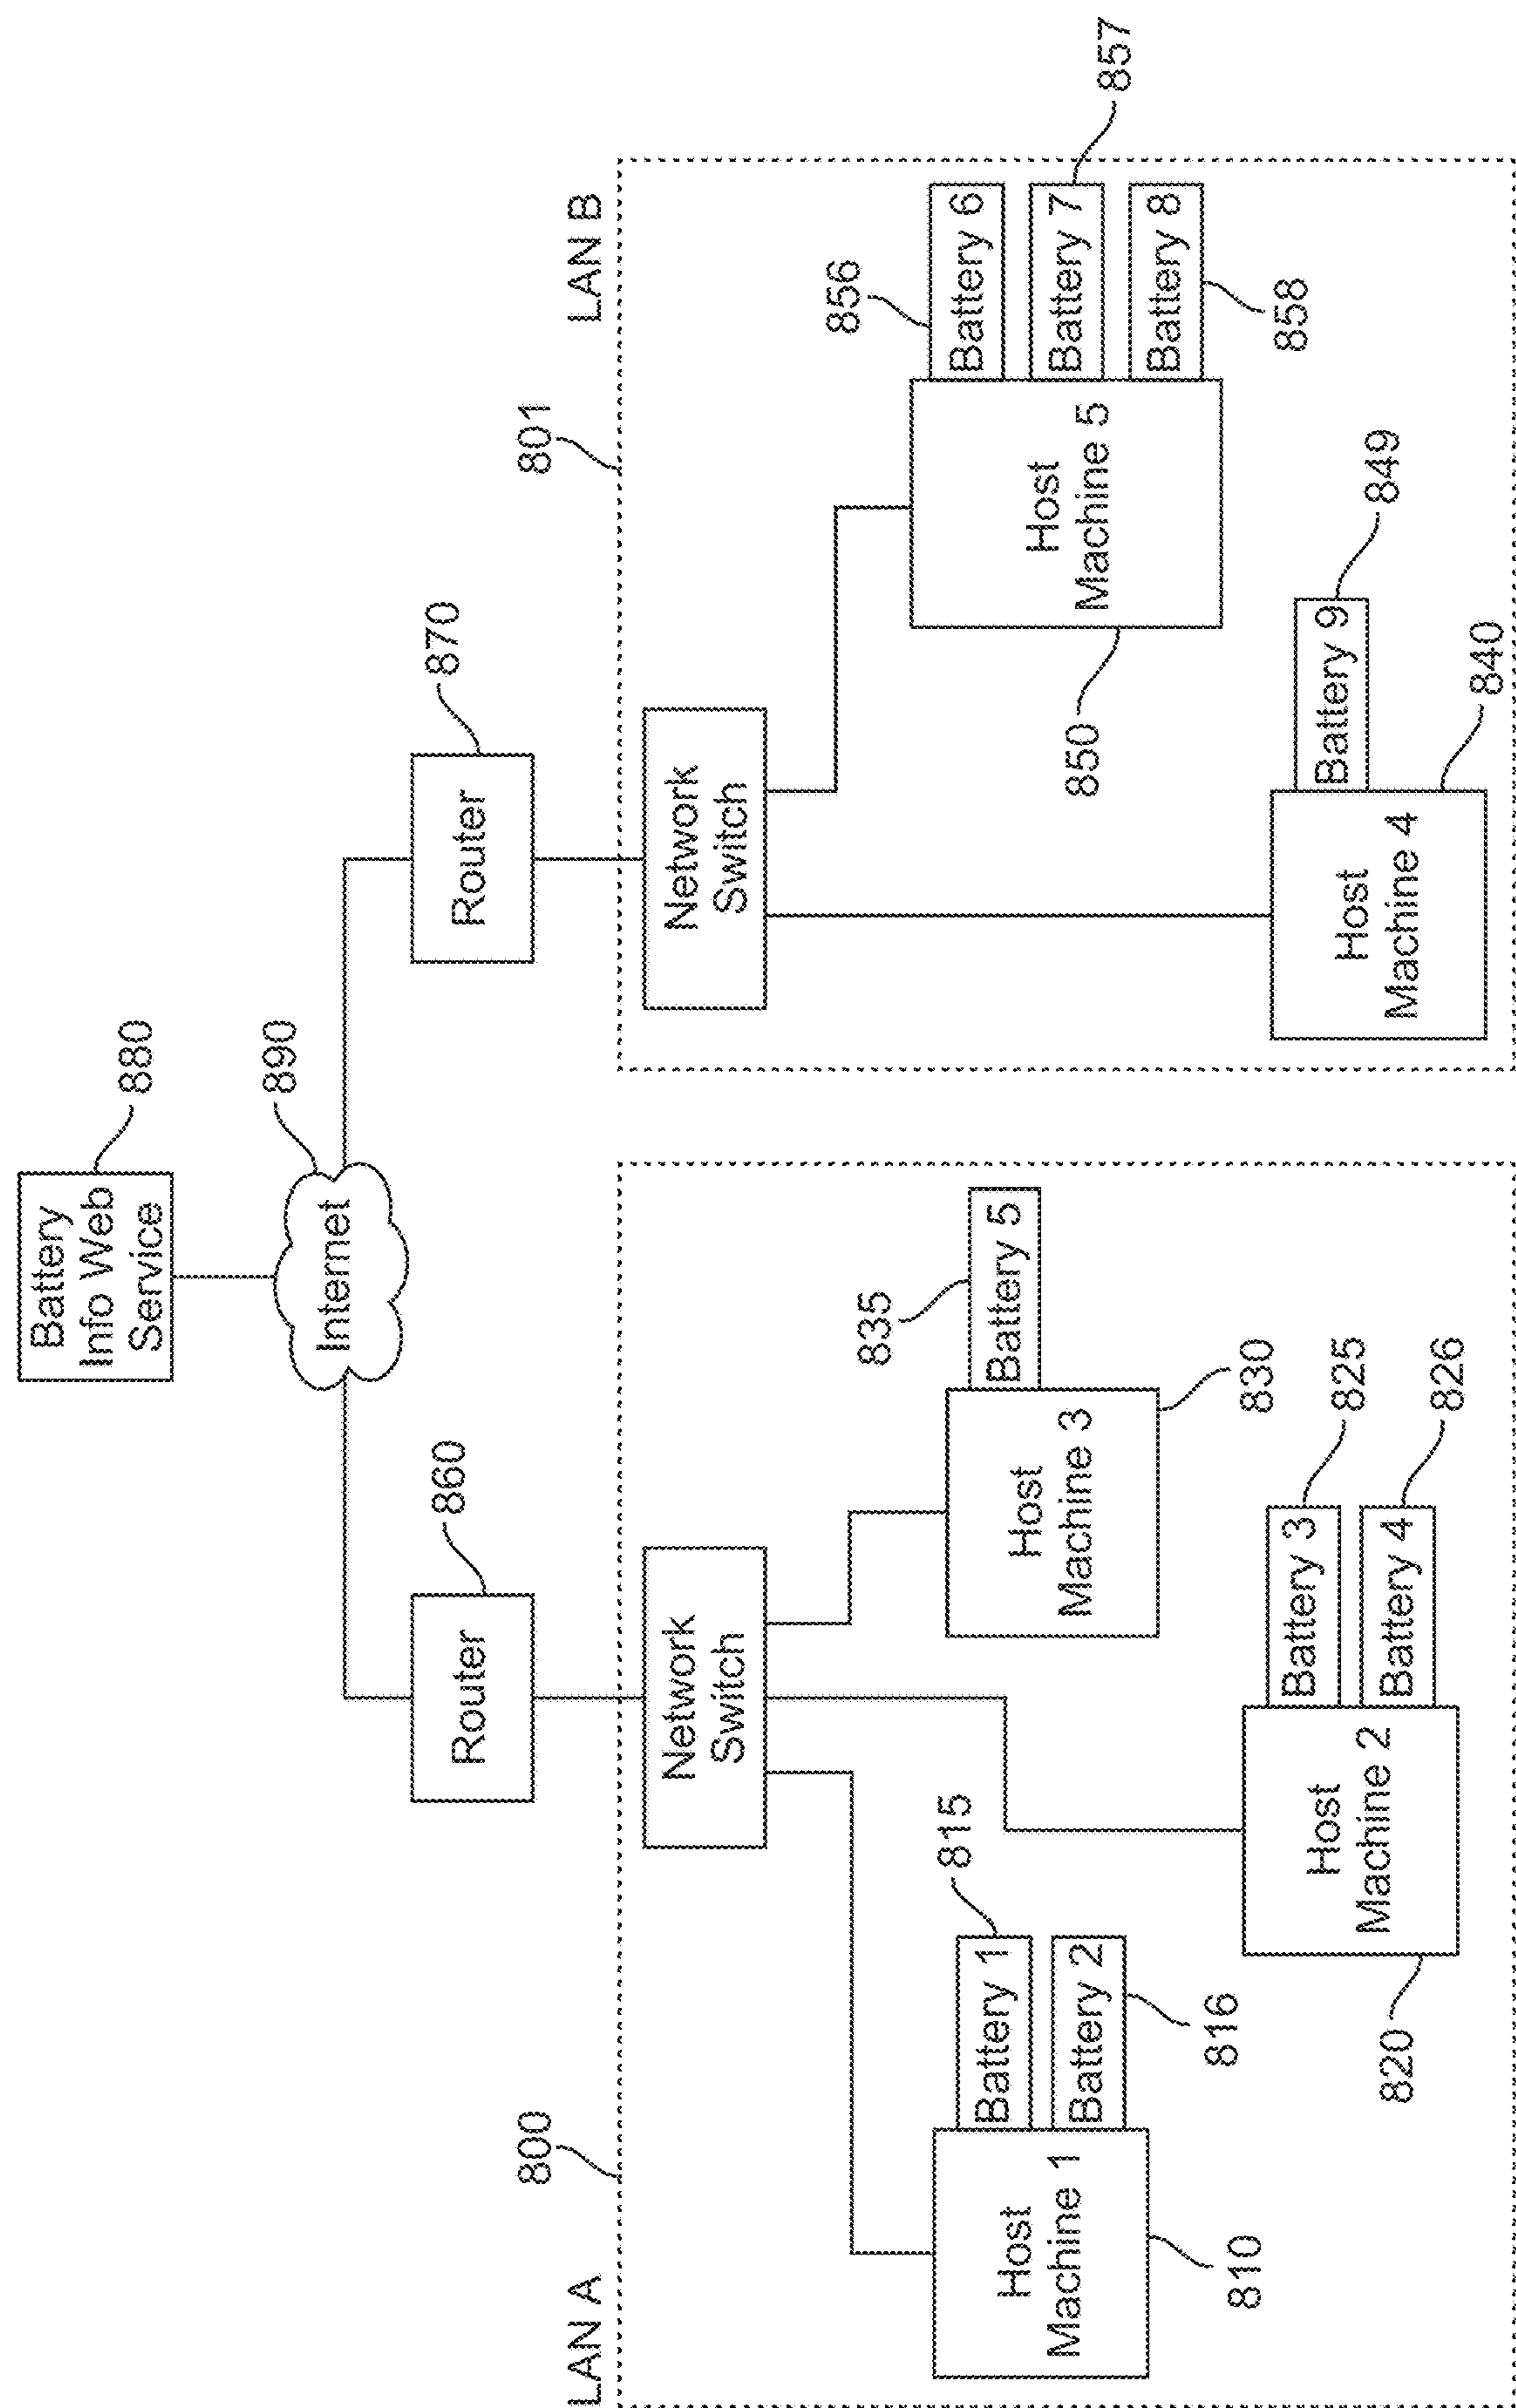 Battery
Info Web
Service
880
890
Internet
860
Router
870
Router
LAN A
800
801
LAN B
Network
Switch
Network
Switch
Host
Machine 1
810
Battery 1
815
Battery 2
816
Host
Machine 2
820
Battery 3
825
Battery 4
826
Host
Machine 3
830
Battery 5
835
Host
Machine 4
840
Battery 9
849
Host
Machine 5
850
Battery 6
856
Battery 7
857
Battery 8
858